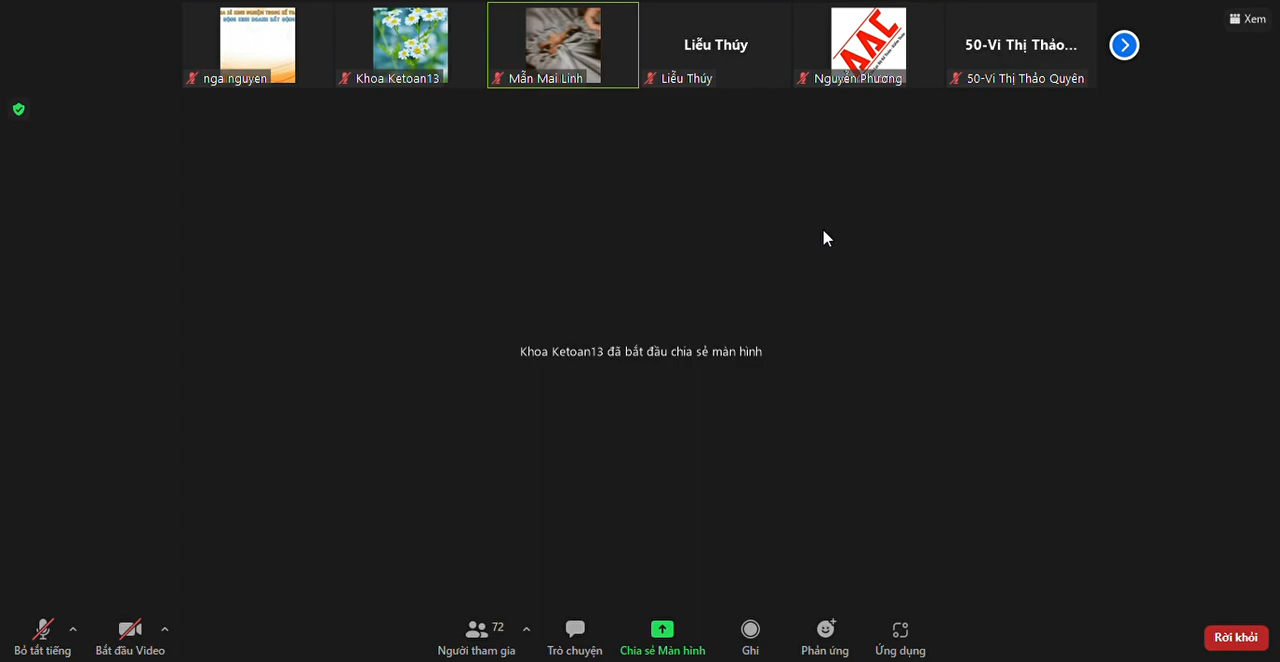 Xem
nga nguyen
Khoa Ketoan13
Mẫn Mai Linh
Liễu Thúy
Liễu Thúy
AAC
Nguyễn Phương
50-Vi Thị Thảo...
50-Vi Thị Thảo Quyên
Khoa Ketoan13 đã bắt đầu chia sẻ màn hình
Bỏ tắt tiếng
Bắt đầu Video
72
Người tham gia
Trò chuyện
Chia sẻ Màn hình
Ghi
Phản ứng
Ứng dụng
Rời khỏi